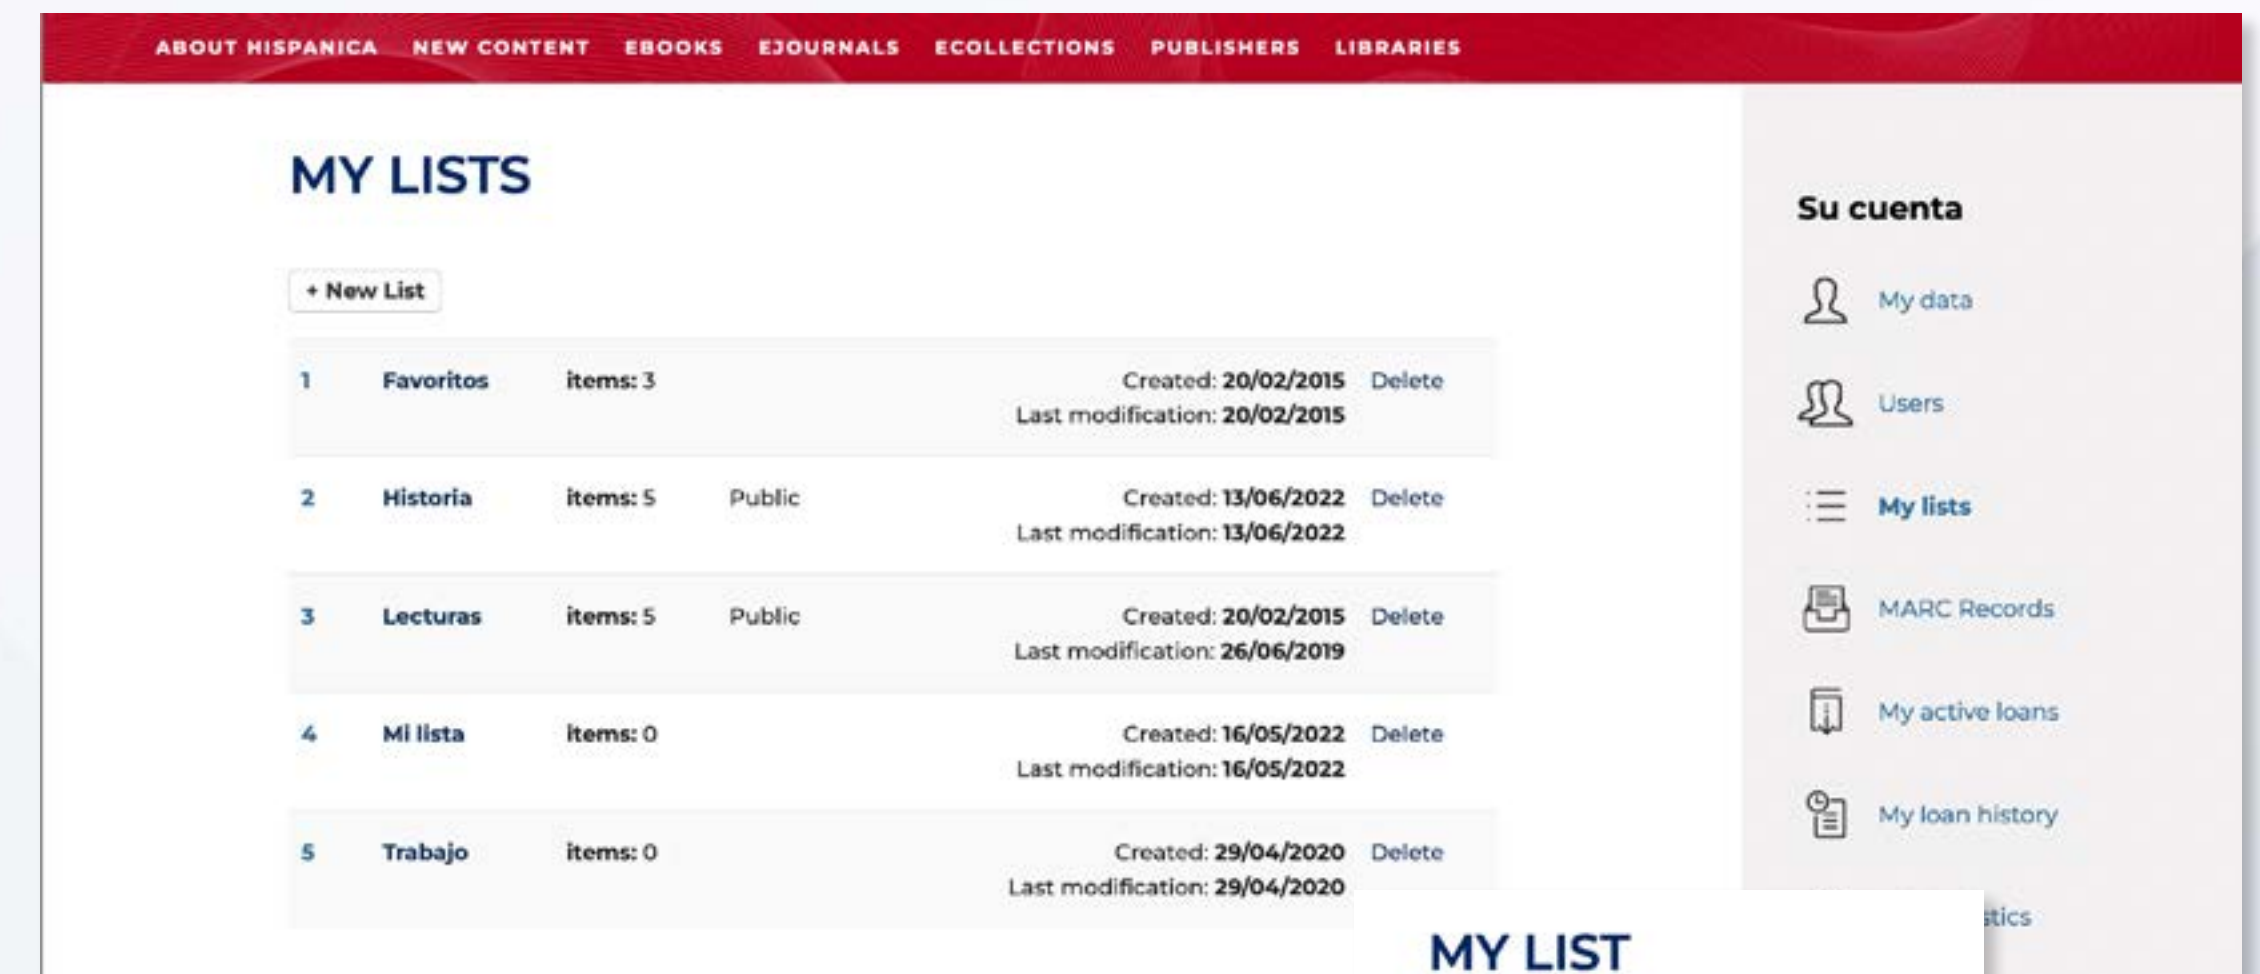 ABOUT HISPANICA NEW CONTENT EBOOKS EJOURNALS ECOLLECTIONS PUBLISHERS LIBRARIES
MY LISTS
+ New List
1 Favoritos items: 3 Created: 20/02/2015 Delete
Last modification: 20/02/2015
2 Historia items: 5 Public Created: 13/06/2022 Delete
Last modification: 13/06/2022
3 Lecturas items: 5 Public Created: 20/02/2015 Delete
Last modification: 26/06/2019
4 Mi lista items: 0 Created: 16/05/2022 Delete
Last modification: 16/05/2022
5 Trabajo items: 0 Created: 29/04/2020 Delete
Last modification: 29/04/2020
Su cuenta
My data
Users
My lists
MARC Records
My active loans
My loan history
MY LIST